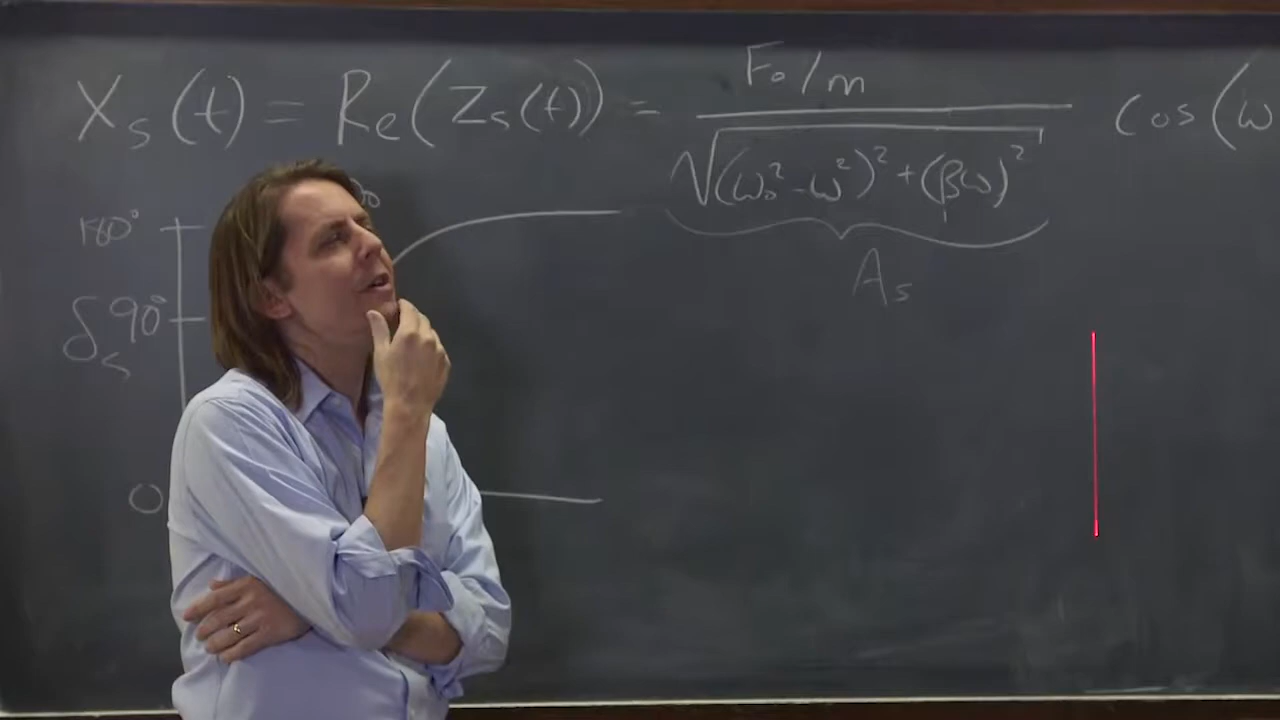 Xs(t) = Re(Zs(t)) = F₀/m / √((ω₀² - ω²)² + (βω)²) cos(ω
As
180°
δs 90°
0